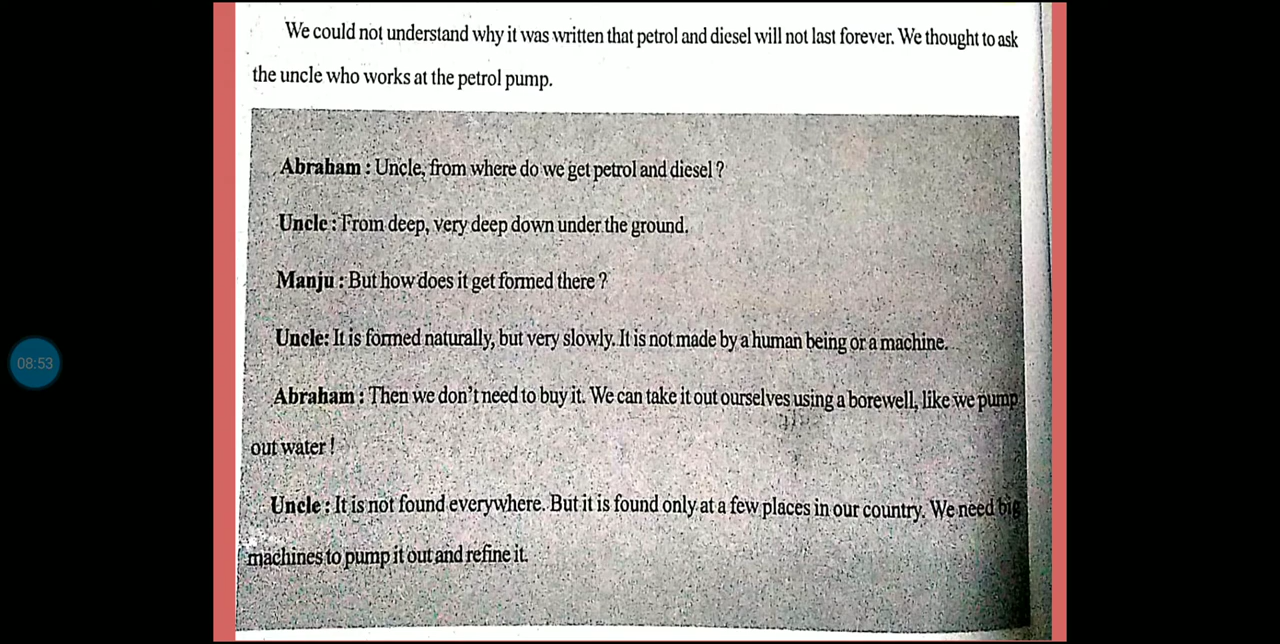 We could not understand why it was written that petrol and diesel will not last forever. We thought to ask
the uncle who works at the petrol pump.
Abraham : Uncle, from where do we get petrol and diesel ?
Uncle : From deep, very deep down under the ground.
Manju : But how does it get formed there ?
Uncle: It is formed naturally, but very slowly. It is not made by a human being or a machine.
08:53
Abraham : Then we don't need to buy it. We can take it out ourselves using a borewell, like we pump
out water !
Uncle : It is not found everywhere. But it is found only at a few places in our country. We need big
machines to pump it out and refine it.